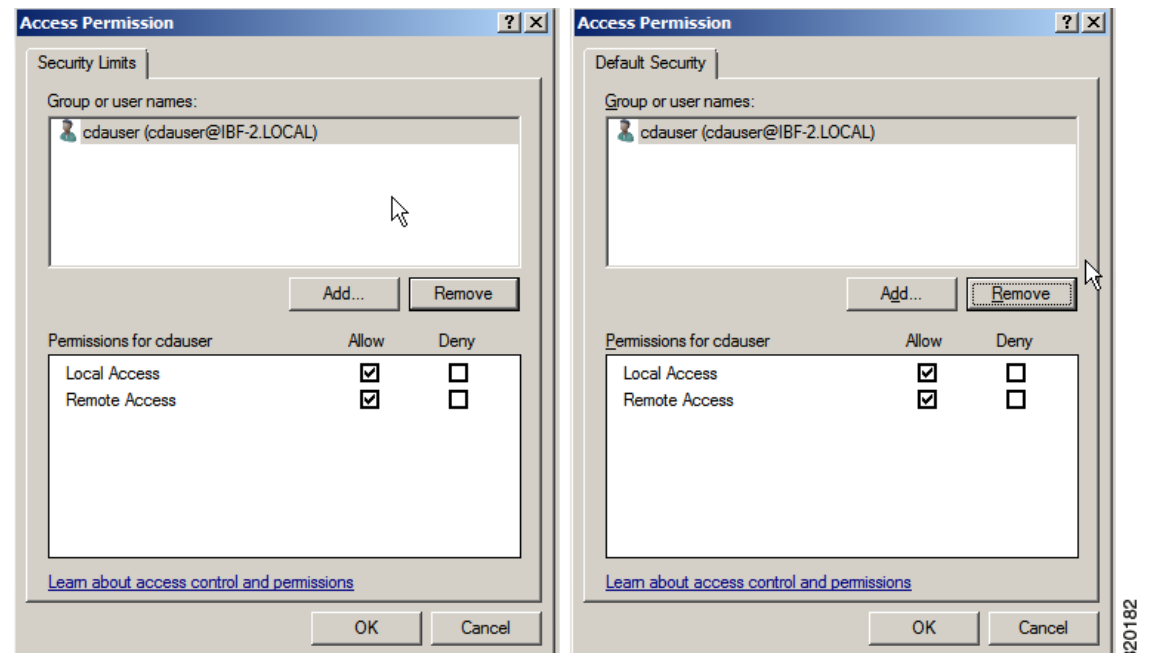 Access Permission
Security Limits
Group or user names:
cdauser (cdauser@IBF-2.LOCAL)
Add...
Remove
Permissions for cdauser
Allow
Deny
Local Access
Remote Access
Learn about access control and permissions
OK
Cancel
Access Permission
Default Security
Group or user names:
cdauser (cdauser@IBF-2.LOCAL)
Add...
Remove
Permissions for cdauser
Allow
Deny
Local Access
Remote Access
Learn about access control and permissions
OK
Cancel